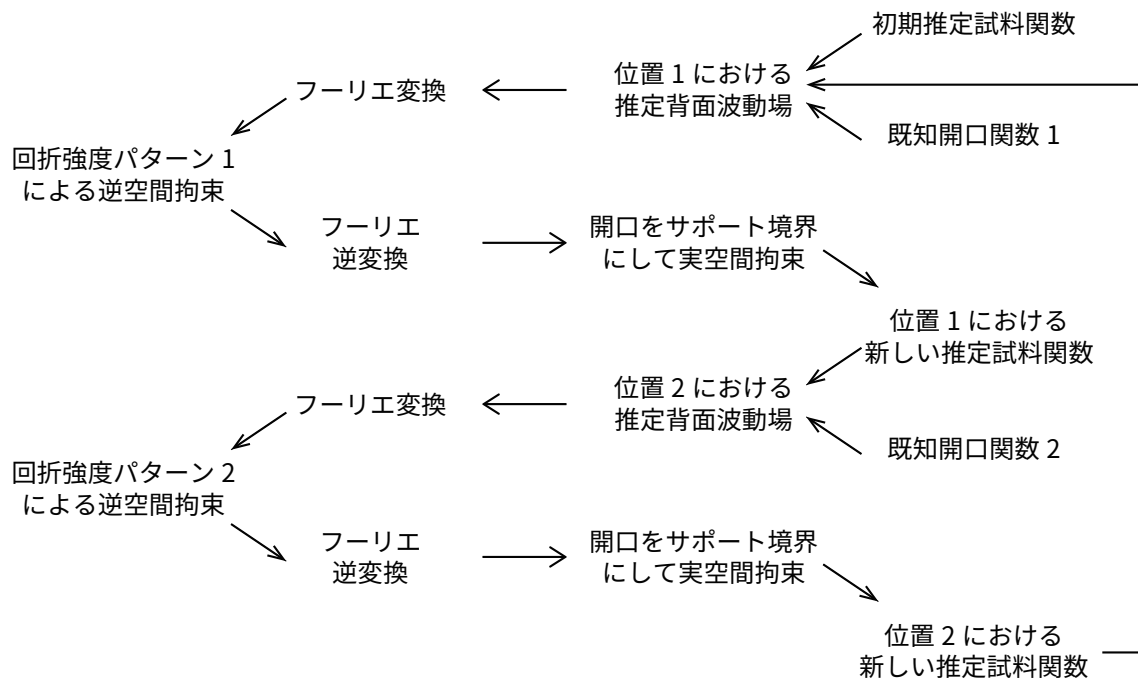 初期推定試料関数
位置 1 における
推定背面波動場
フーリエ変換
既知開口関数 1
回折強度パターン 1
による逆空間拘束
フーリエ
逆変換
開口をサポート境界
にして実空間拘束
位置 1 における
新しい推定試料関数
位置 2 における
推定背面波動場
フーリエ変換
既知開口関数 2
回折強度パターン 2
による逆空間拘束
フーリエ
逆変換
開口をサポート境界
にして実空間拘束
位置 2 における
新しい推定試料関数